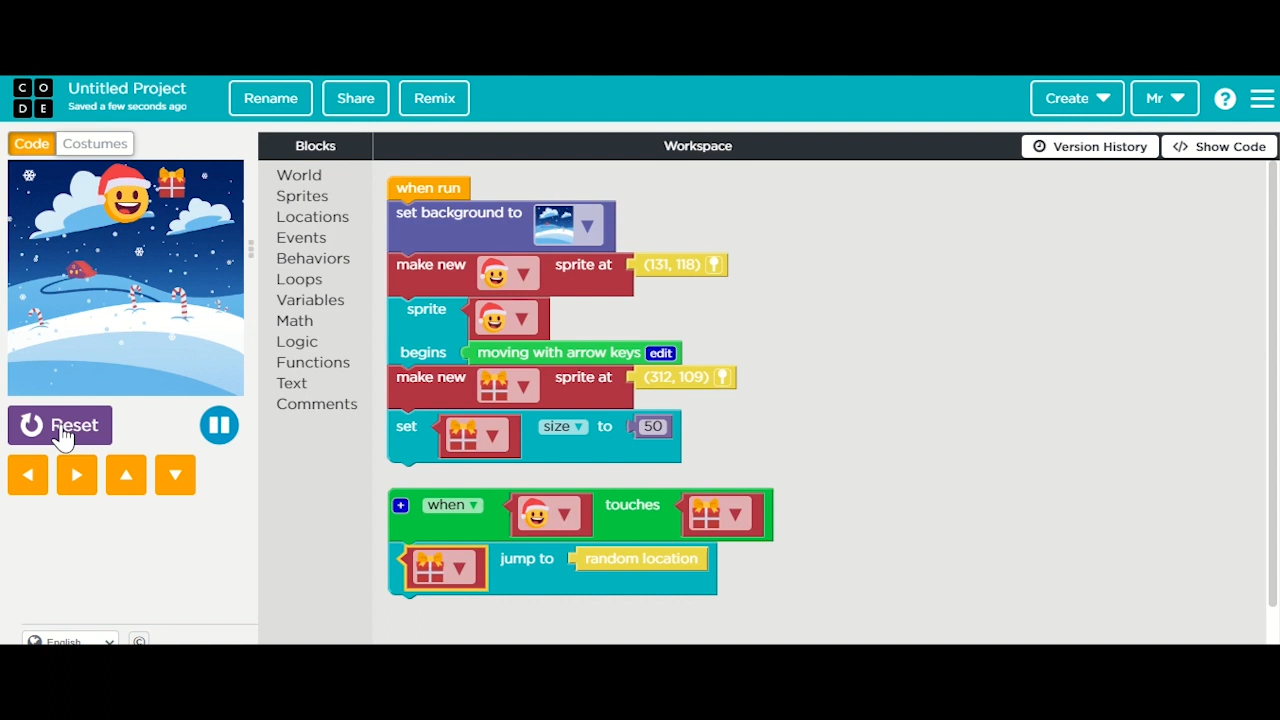 CO
DE
Untitled Project
Saved a few seconds ago
Rename
Share
Remix
Create
Mr
?
Code
Costumes
Blocks
Workspace
Version History
</> Show Code
World
Sprites
Locations
Events
Behaviors
Loops
Variables
Math
Logic
Functions
Text
Comments
when run
set background to
make new sprite at (131, 118)
sprite
begins moving with arrow keys edit
make new sprite at (312, 109)
set size to 50
+ when touches
jump to random location
Reset
English
©